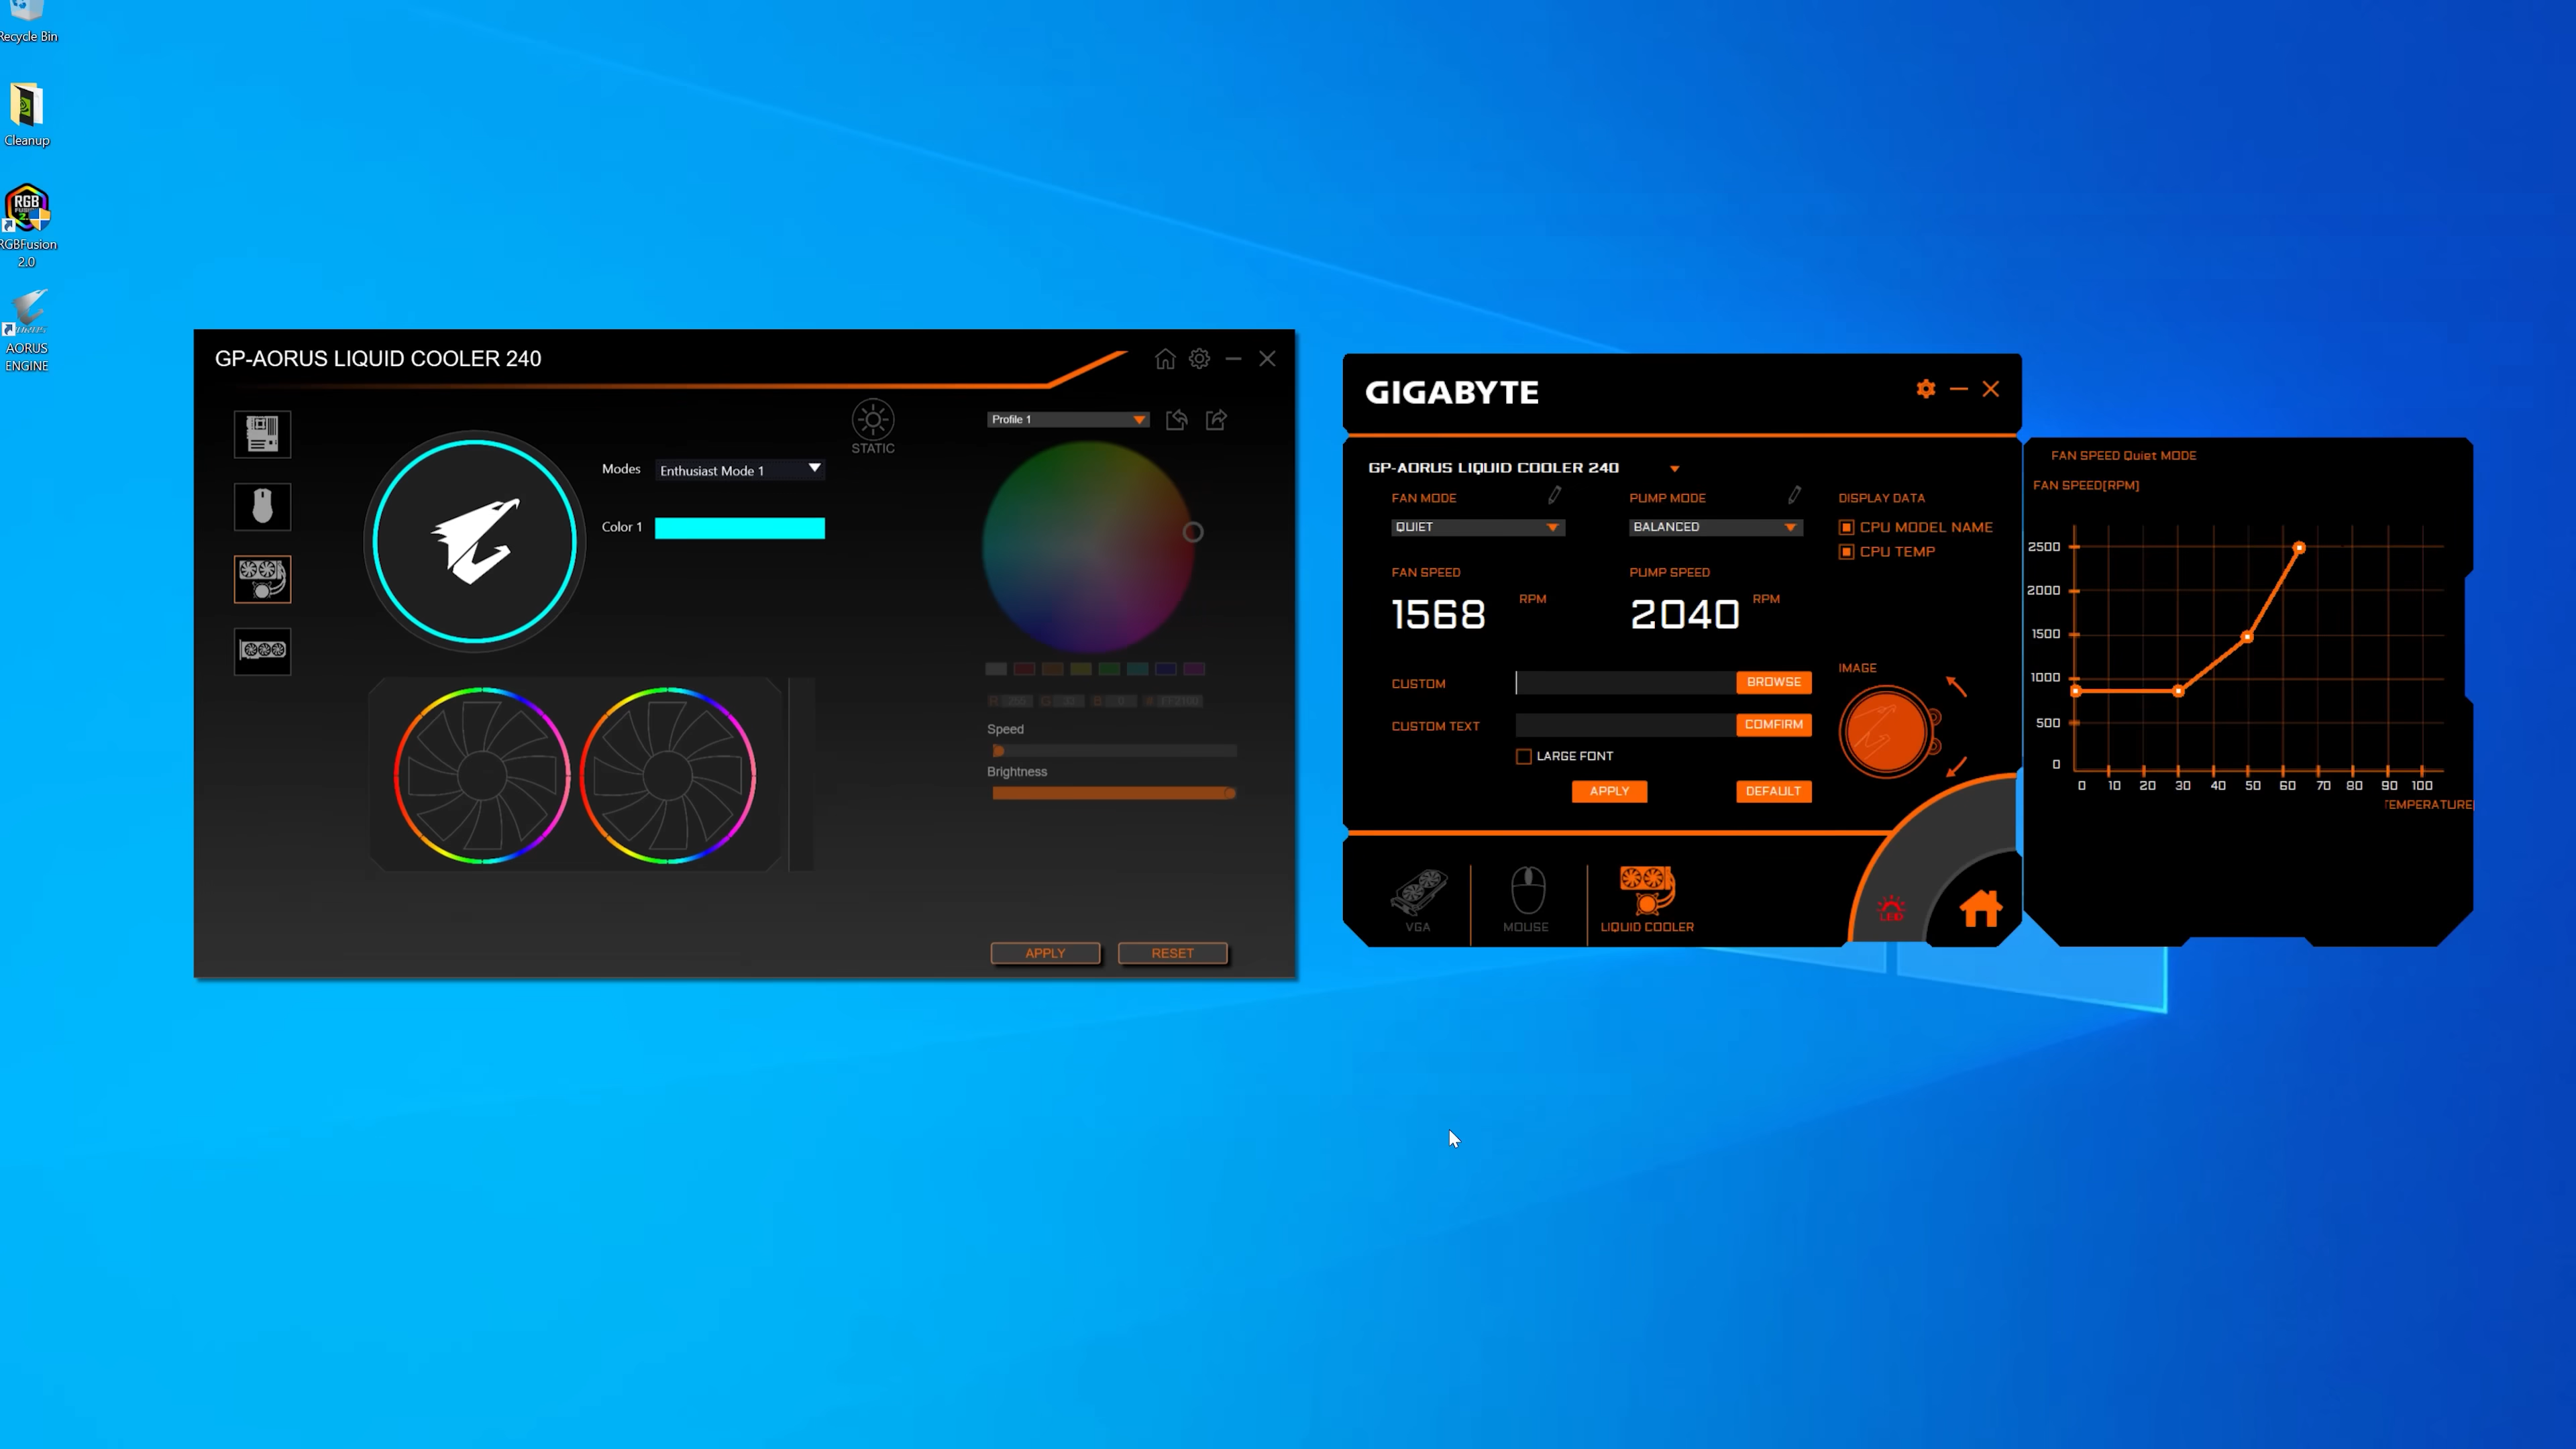 Recycle Bin
Cleanup
RGB
RGBFusion
2.0
AORUS
ENGINE
GP-AORUS LIQUID COOLER 240
STATIC
Profile 1
Modes
Enthusiast Mode 1
Color 1
Speed
Brightness
APPLY
RESET
GIGABYTE
GP-AORUS LIQUID COOLER 240
FAN MODE
PUMP MODE
DISPLAY DATA
QUIET
BALANCED
CPU MODEL NAME
CPU TEMP
FAN SPEED
PUMP SPEED
1568 RPM
2040 RPM
CUSTOM
BROWSE
IMAGE
CUSTOM TEXT
COMFIRM
LARGE FONT
APPLY
DEFAULT
VGA
MOUSE
LIQUID COOLER
LED
FAN SPEED Quiet MODE
FAN SPEED[RPM]
2500
2000
1500
1000
500
0
0 10 20 30 40 50 60 70 80 90 100
TEMPERATURE